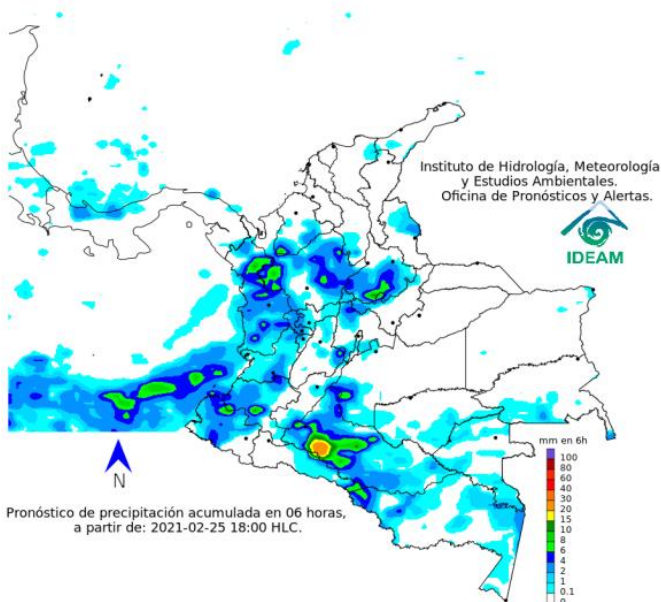 Instituto de Hidrología, Meteorología
y Estudios Ambientales.
Oficina de Pronósticos y Alertas.
IDEAM
N
Pronóstico de precipitación acumulada en 06 horas,
a partir de: 2021-02-25 18:00 HLC.
mm en 6h
100
80
60
40
30
20
15
10
8
6
4
2
1
0.1
0